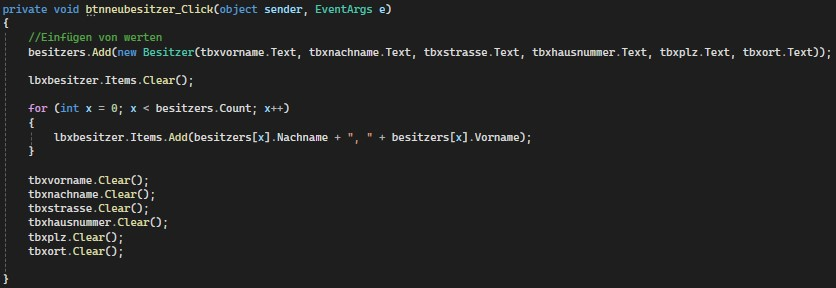 private void btnneubesitzer_Click(object sender, EventArgs e)
{
//Einfügen von werten
besitzers.Add(new Besitzer(tbxvorname.Text, tbxnachname.Text, tbxstrasse.Text, tbxhausnummer.Text, tbxplz.Text, tbxort.Text));
lbxbesitzer.Items.Clear();
for (int x = 0; x < besitzers.Count; x++)
{
lbxbesitzer.Items.Add(besitzers[x].Nachname + ", " + besitzers[x].Vorname);
}
tbxvorname.Clear();
tbxnachname.Clear();
tbxstrasse.Clear();
tbxhausnummer.Clear();
tbxplz.Clear();
tbxort.Clear();
}